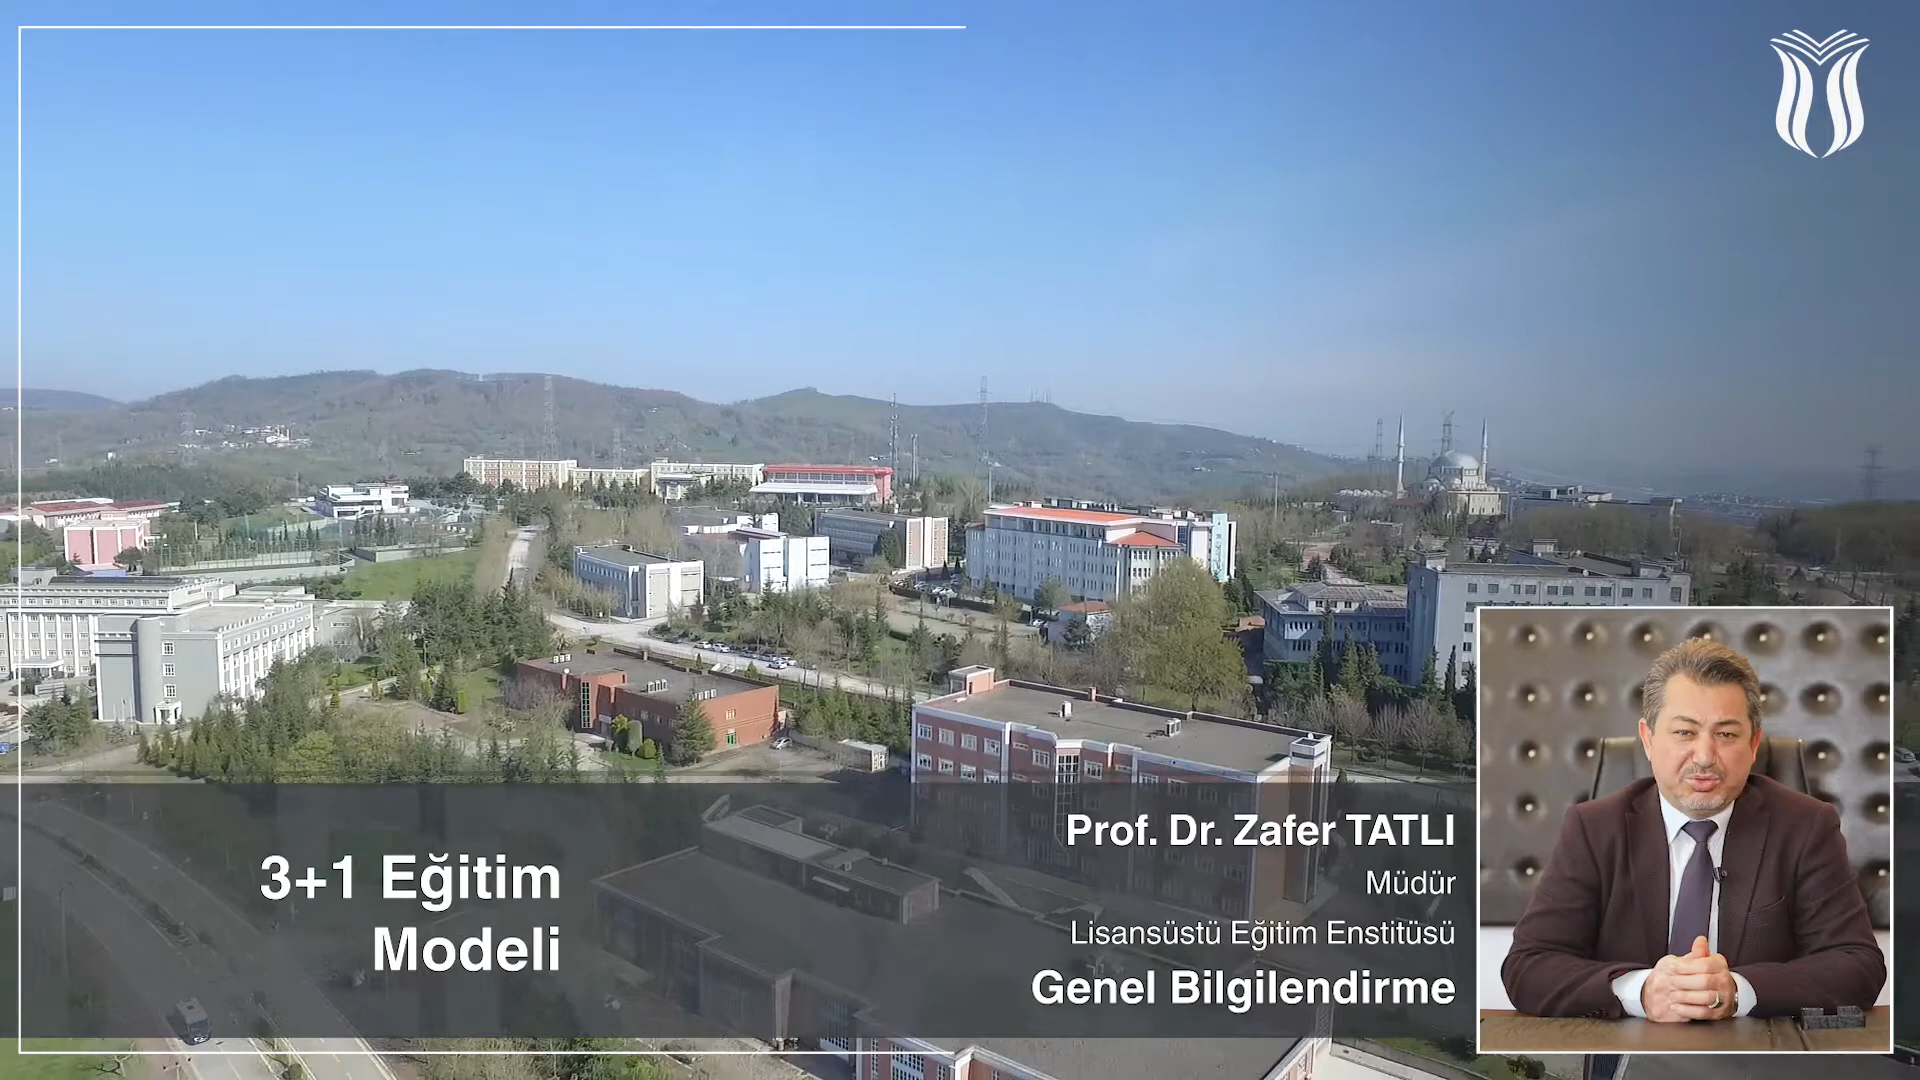 3+1 Eğitim
Modeli
Prof. Dr. Zafer TATLI
Müdür
Lisansüstü Eğitim Enstitüsü
Genel Bilgilendirme